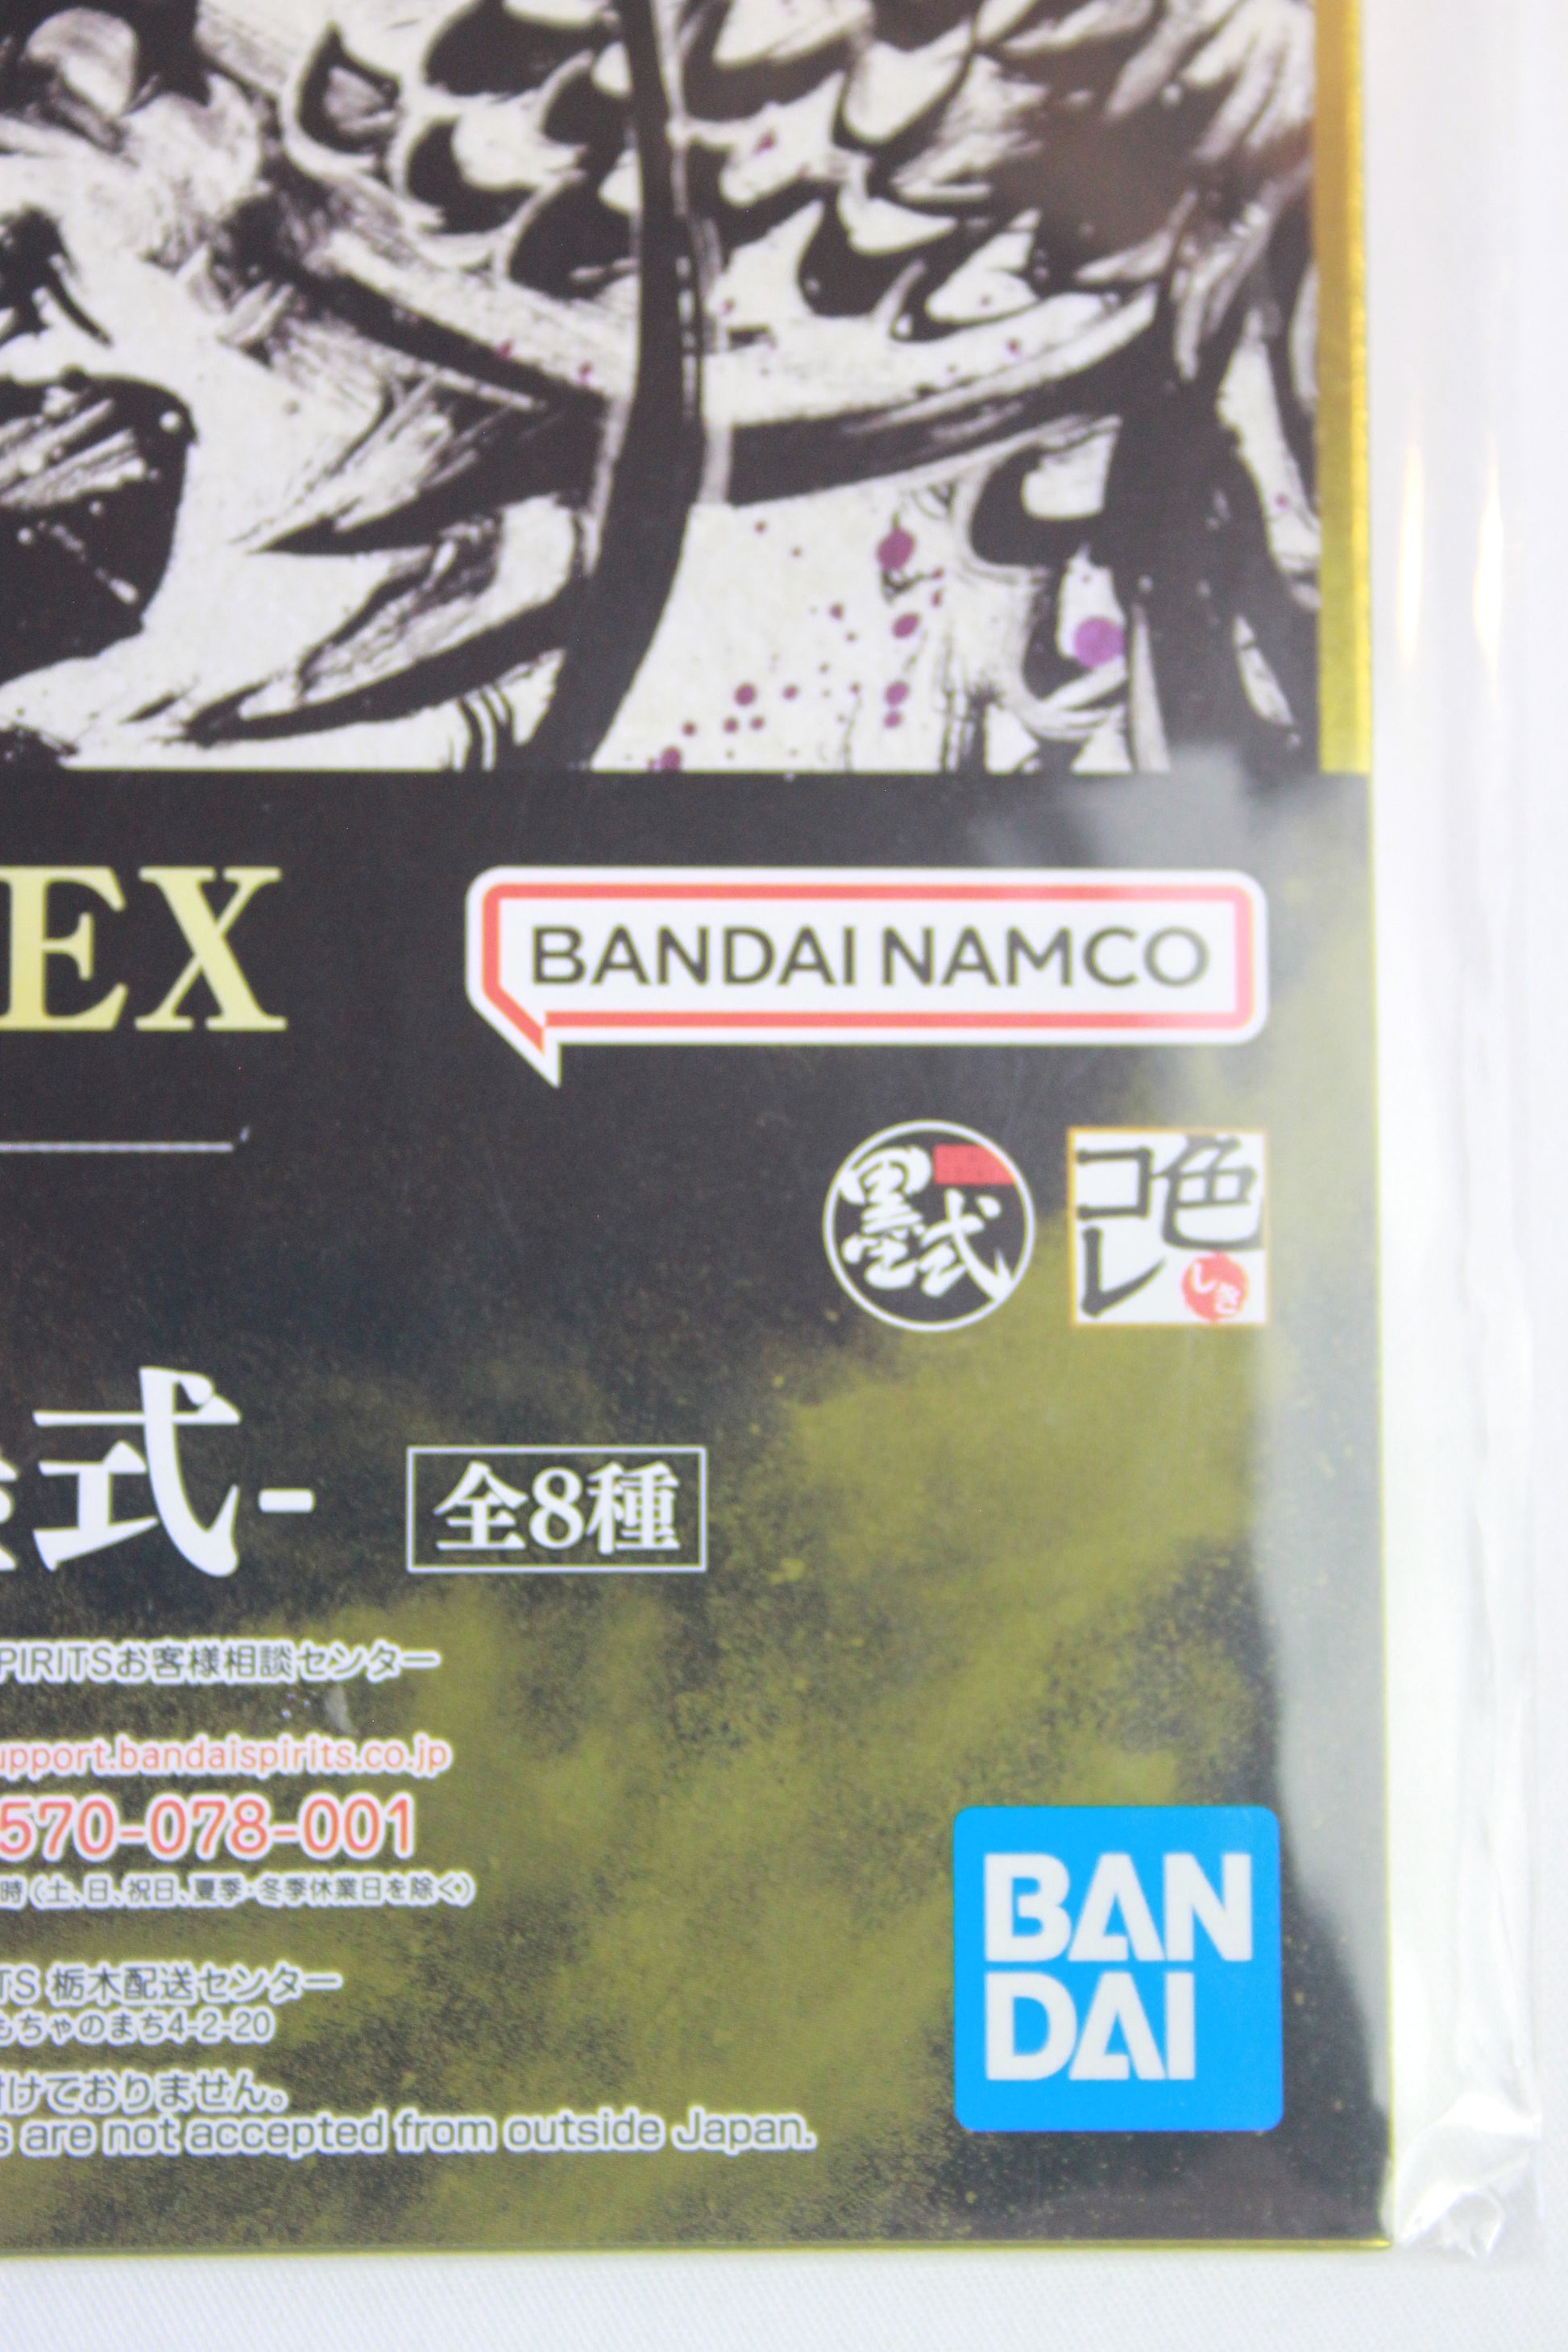 EX
BANDAI NAMCO
墨式
色コレ
しき
式-
全8種
PIRITSお客様相談センター
upport.bandaispirits.co.jp
570-078-001
時(土、日、祝日、夏季・冬季休業日を除く)
TS 栃木配送センター
もちゃのまち4-2-20
付けておりません。
s are not accepted from outside Japan.
BAN
DAI